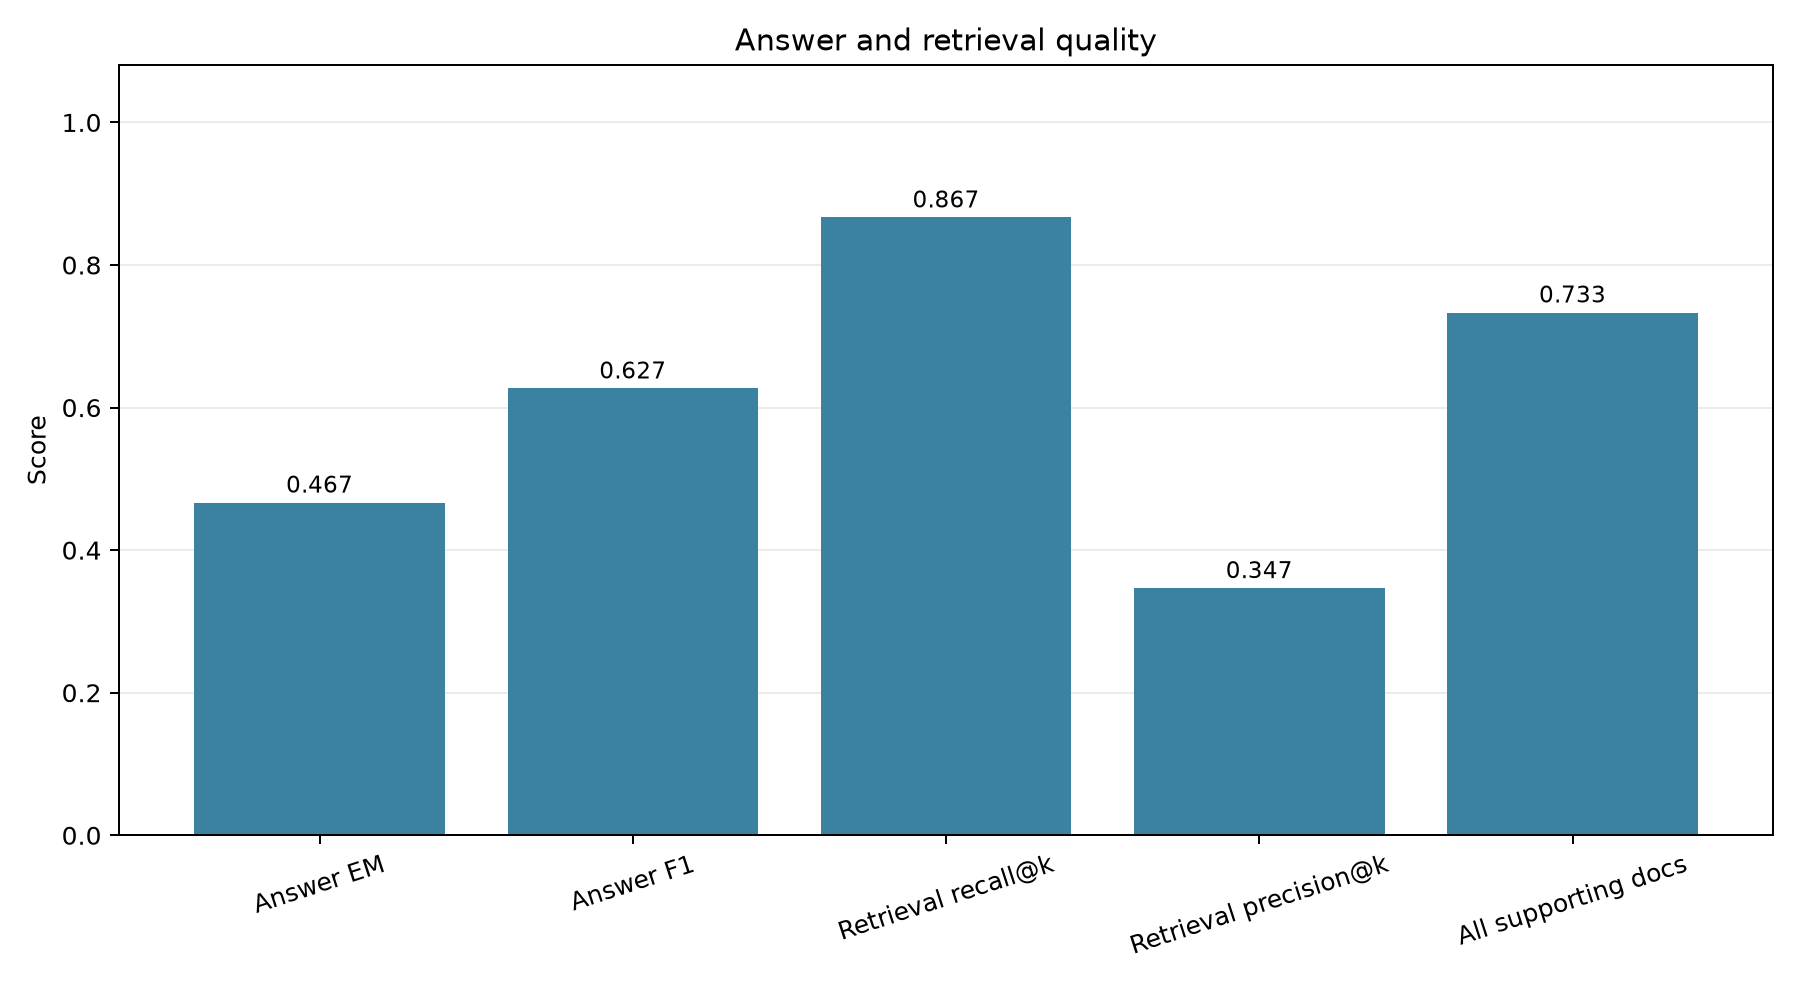 Answer and retrieval quality
Score
1.0
0.8
0.6
0.4
0.2
0.0
0.467
0.627
0.867
0.347
0.733
Answer EM
Answer F1
Retrieval recall@k
Retrieval precision@k
All supporting docs